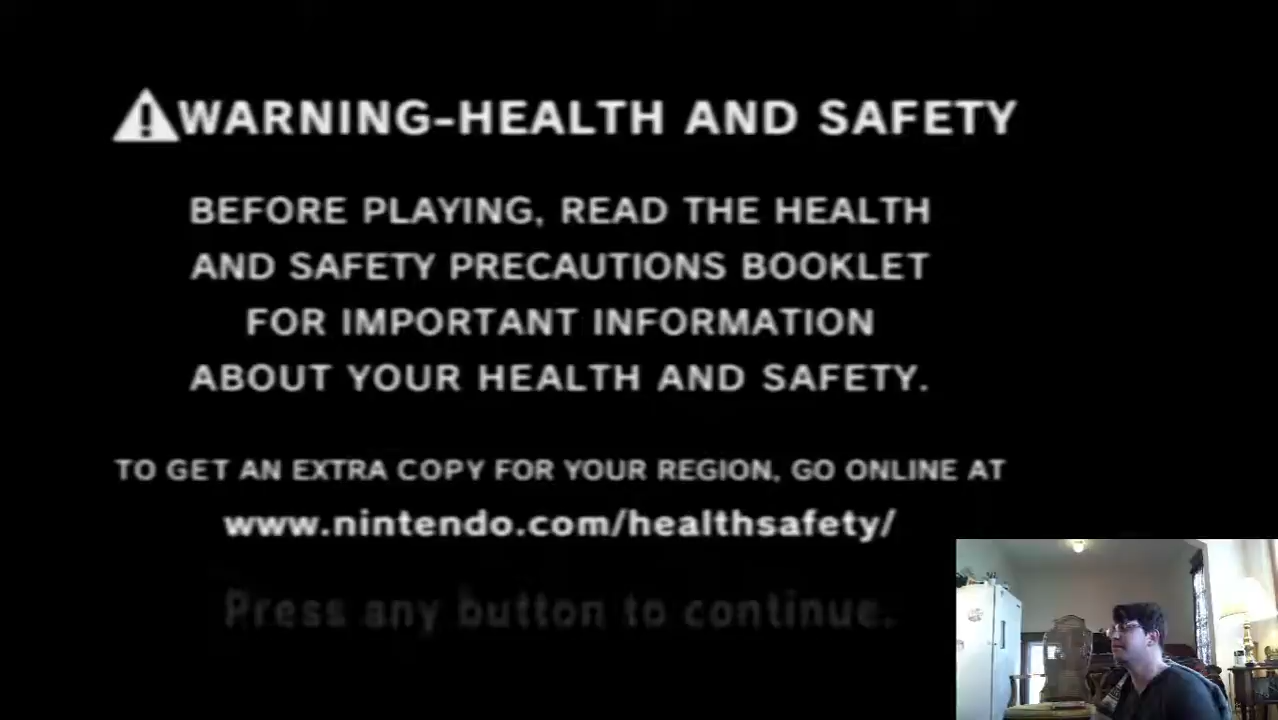 WARNING-HEALTH AND SAFETY
BEFORE PLAYING, READ THE HEALTH
AND SAFETY PRECAUTIONS BOOKLET
FOR IMPORTANT INFORMATION
ABOUT YOUR HEALTH AND SAFETY.
TO GET AN EXTRA COPY FOR YOUR REGION, GO ONLINE AT
www.nintendo.com/healthsafety/
Press any button to continue.